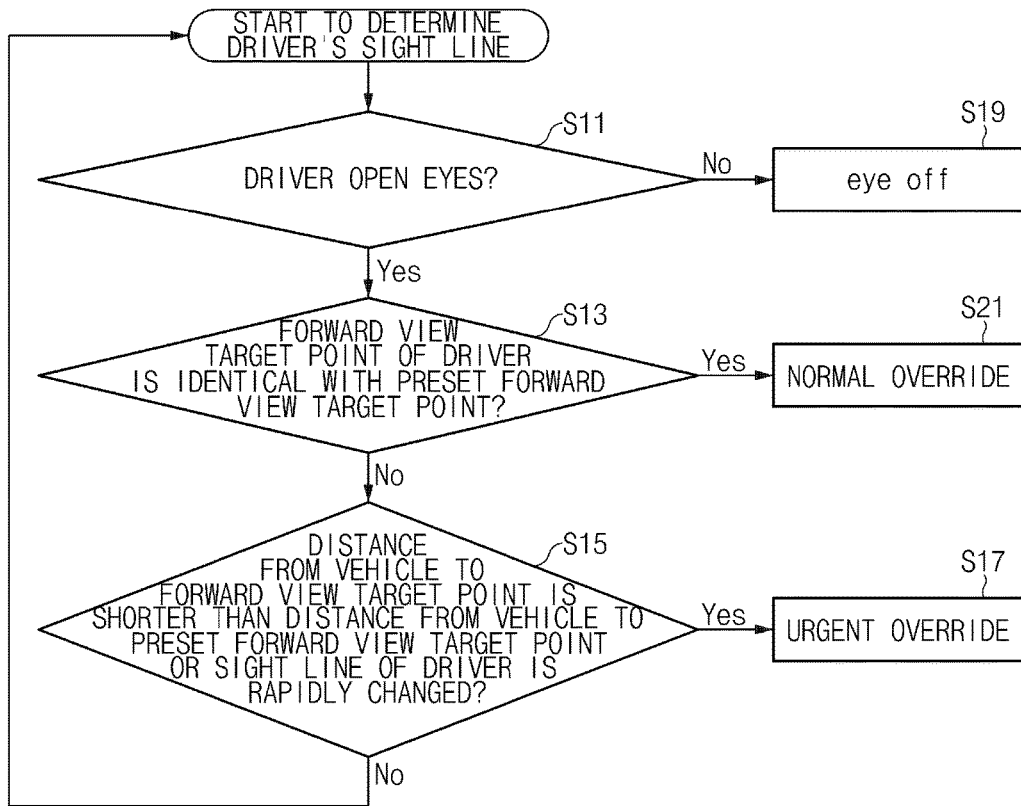 START TO DETERMINE
DRIVER'S SIGHT LINE
S11
DRIVER OPEN EYES?
No
S19
eye off
Yes
S13
FORWARD VIEW
TARGET POINT OF DRIVER
IS IDENTICAL WITH PRESET FORWARD
VIEW TARGET POINT?
Yes
S21
NORMAL OVERRIDE
No
S15
DISTANCE
FROM VEHICLE TO
FORWARD VIEW TARGET POINT IS
SHORTER THAN DISTANCE FROM VEHICLE TO
PRESET FORWARD VIEW TARGET POINT
OR SIGHT LINE OF DRIVER IS
RAPIDLY CHANGED?
Yes
S17
URGENT OVERRIDE
No